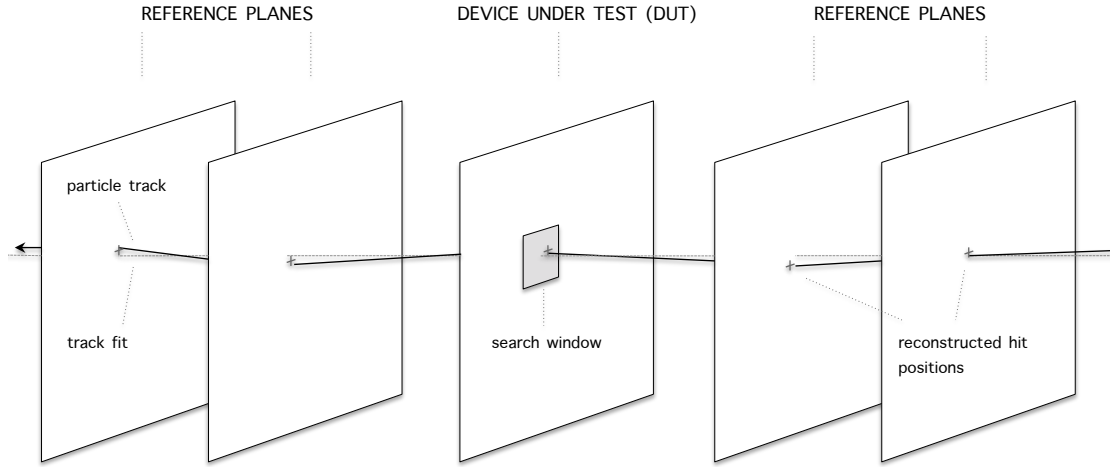 REFERENCE PLANES
DEVICE UNDER TEST (DUT)
REFERENCE PLANES
particle track
track fit
search window
reconstructed hit
positions